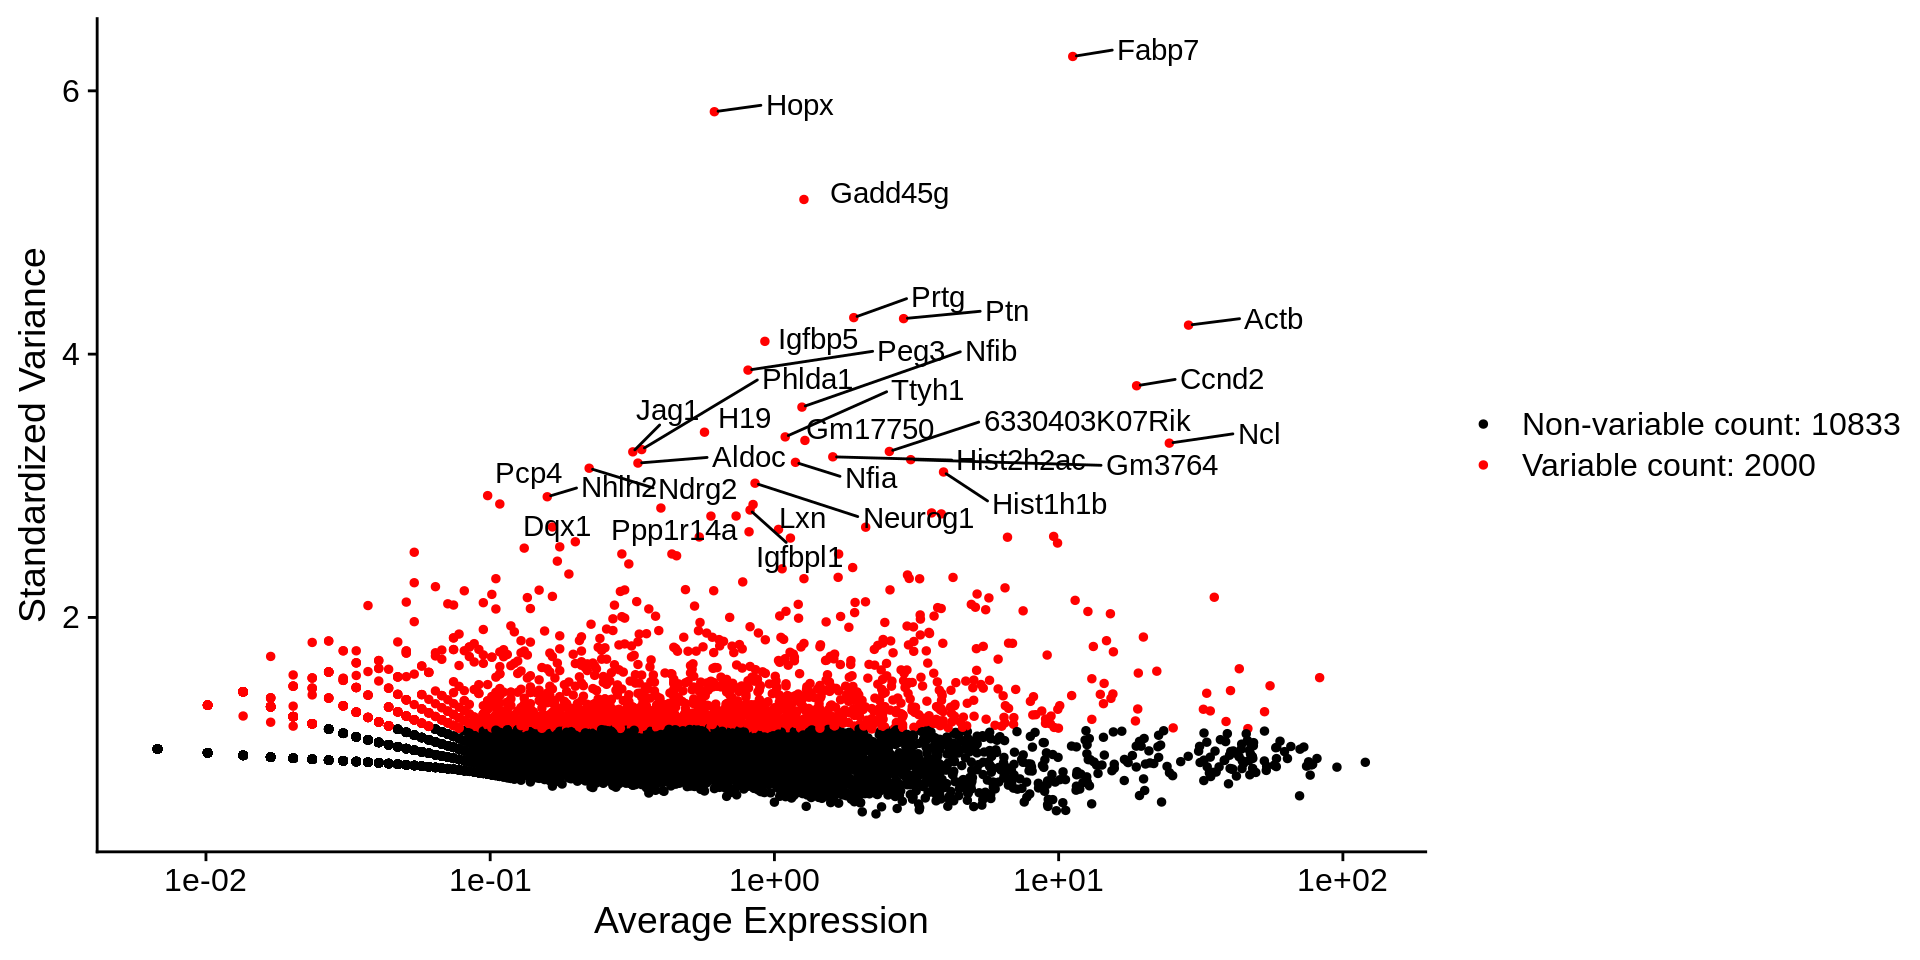 Fabp7
Hopx
Gadd45g
Prtg
Ptn
Actb
Igfbp5
Peg3
Nfib
Phlda1
Ccnd2
Ttyh1
Jag1
H19
Gm17750
6330403K07Rik
Ncl
Aldoc
Hist2h2ac
Gm3764
Pcp4
Nhlh2
Ndrg2
Nfia
Hist1h1b
Dqx1
Ppp1r14a
Lxn
Neurog1
Igfbpl1
6
4
2
Standardized Variance
1e-02
1e-01
1e+00
1e+01
1e+02
Average Expression
Non-variable count: 10833
Variable count: 2000